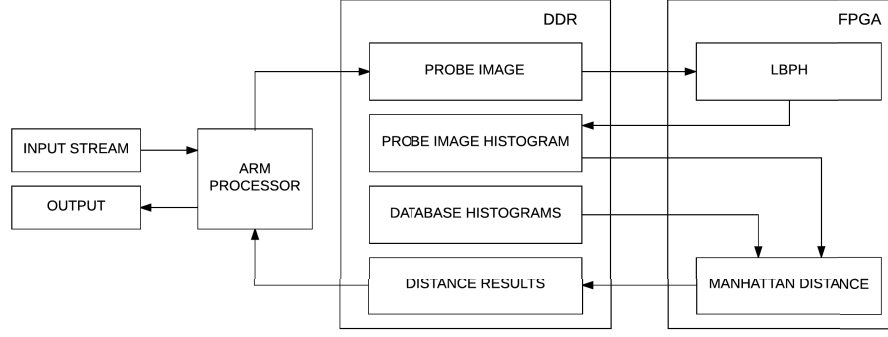 DDR
FPGA
PROBE IMAGE
LBPH
INPUT STREAM
ARM
PROCESSOR
PROBE IMAGE HISTOGRAM
OUTPUT
DATABASE HISTOGRAMS
DISTANCE RESULTS
MANHATTAN DISTANCE